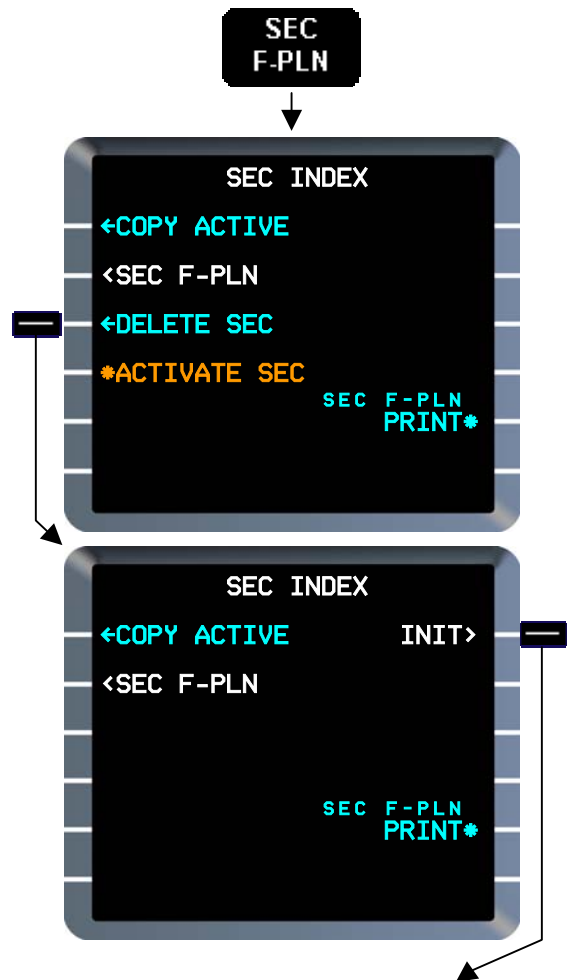 SEC
F-PLN
SEC INDEX
←COPY ACTIVE
<SEC F-PLN
←DELETE SEC
*ACTIVATE SEC
SEC F-PLN
PRINT*
SEC INDEX
←COPY ACTIVE INIT>
<SEC F-PLN
SEC F-PLN
PRINT*